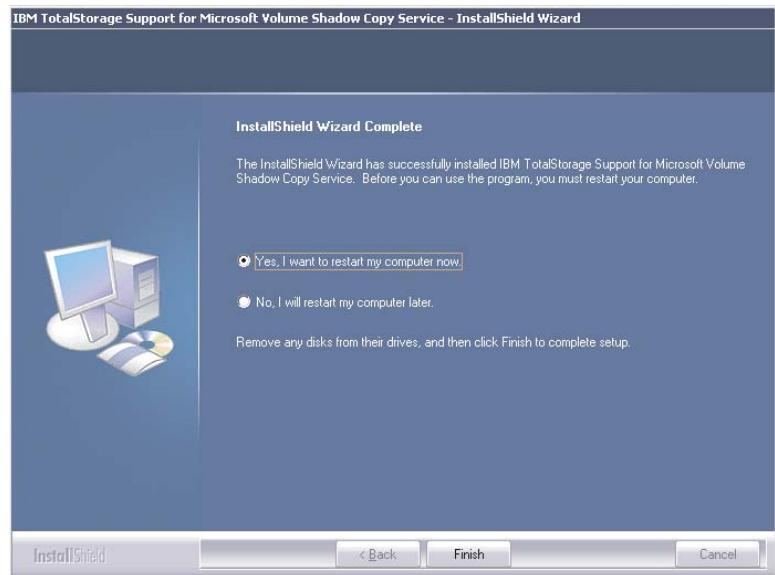 IBM TotalStorage Support for Microsoft Volume Shadow Copy Service - InstallShield Wizard
InstallShield Wizard Complete
The InstallShield Wizard has successfully installed IBM TotalStorage Support for Microsoft Volume
Shadow Copy Service. Before you can use the program, you must restart your computer.
Yes, I want to restart my computer now.
No, I will restart my computer later.
Remove any disks from their drives, and then click Finish to complete setup.
InstallShield
< Back
Finish
Cancel